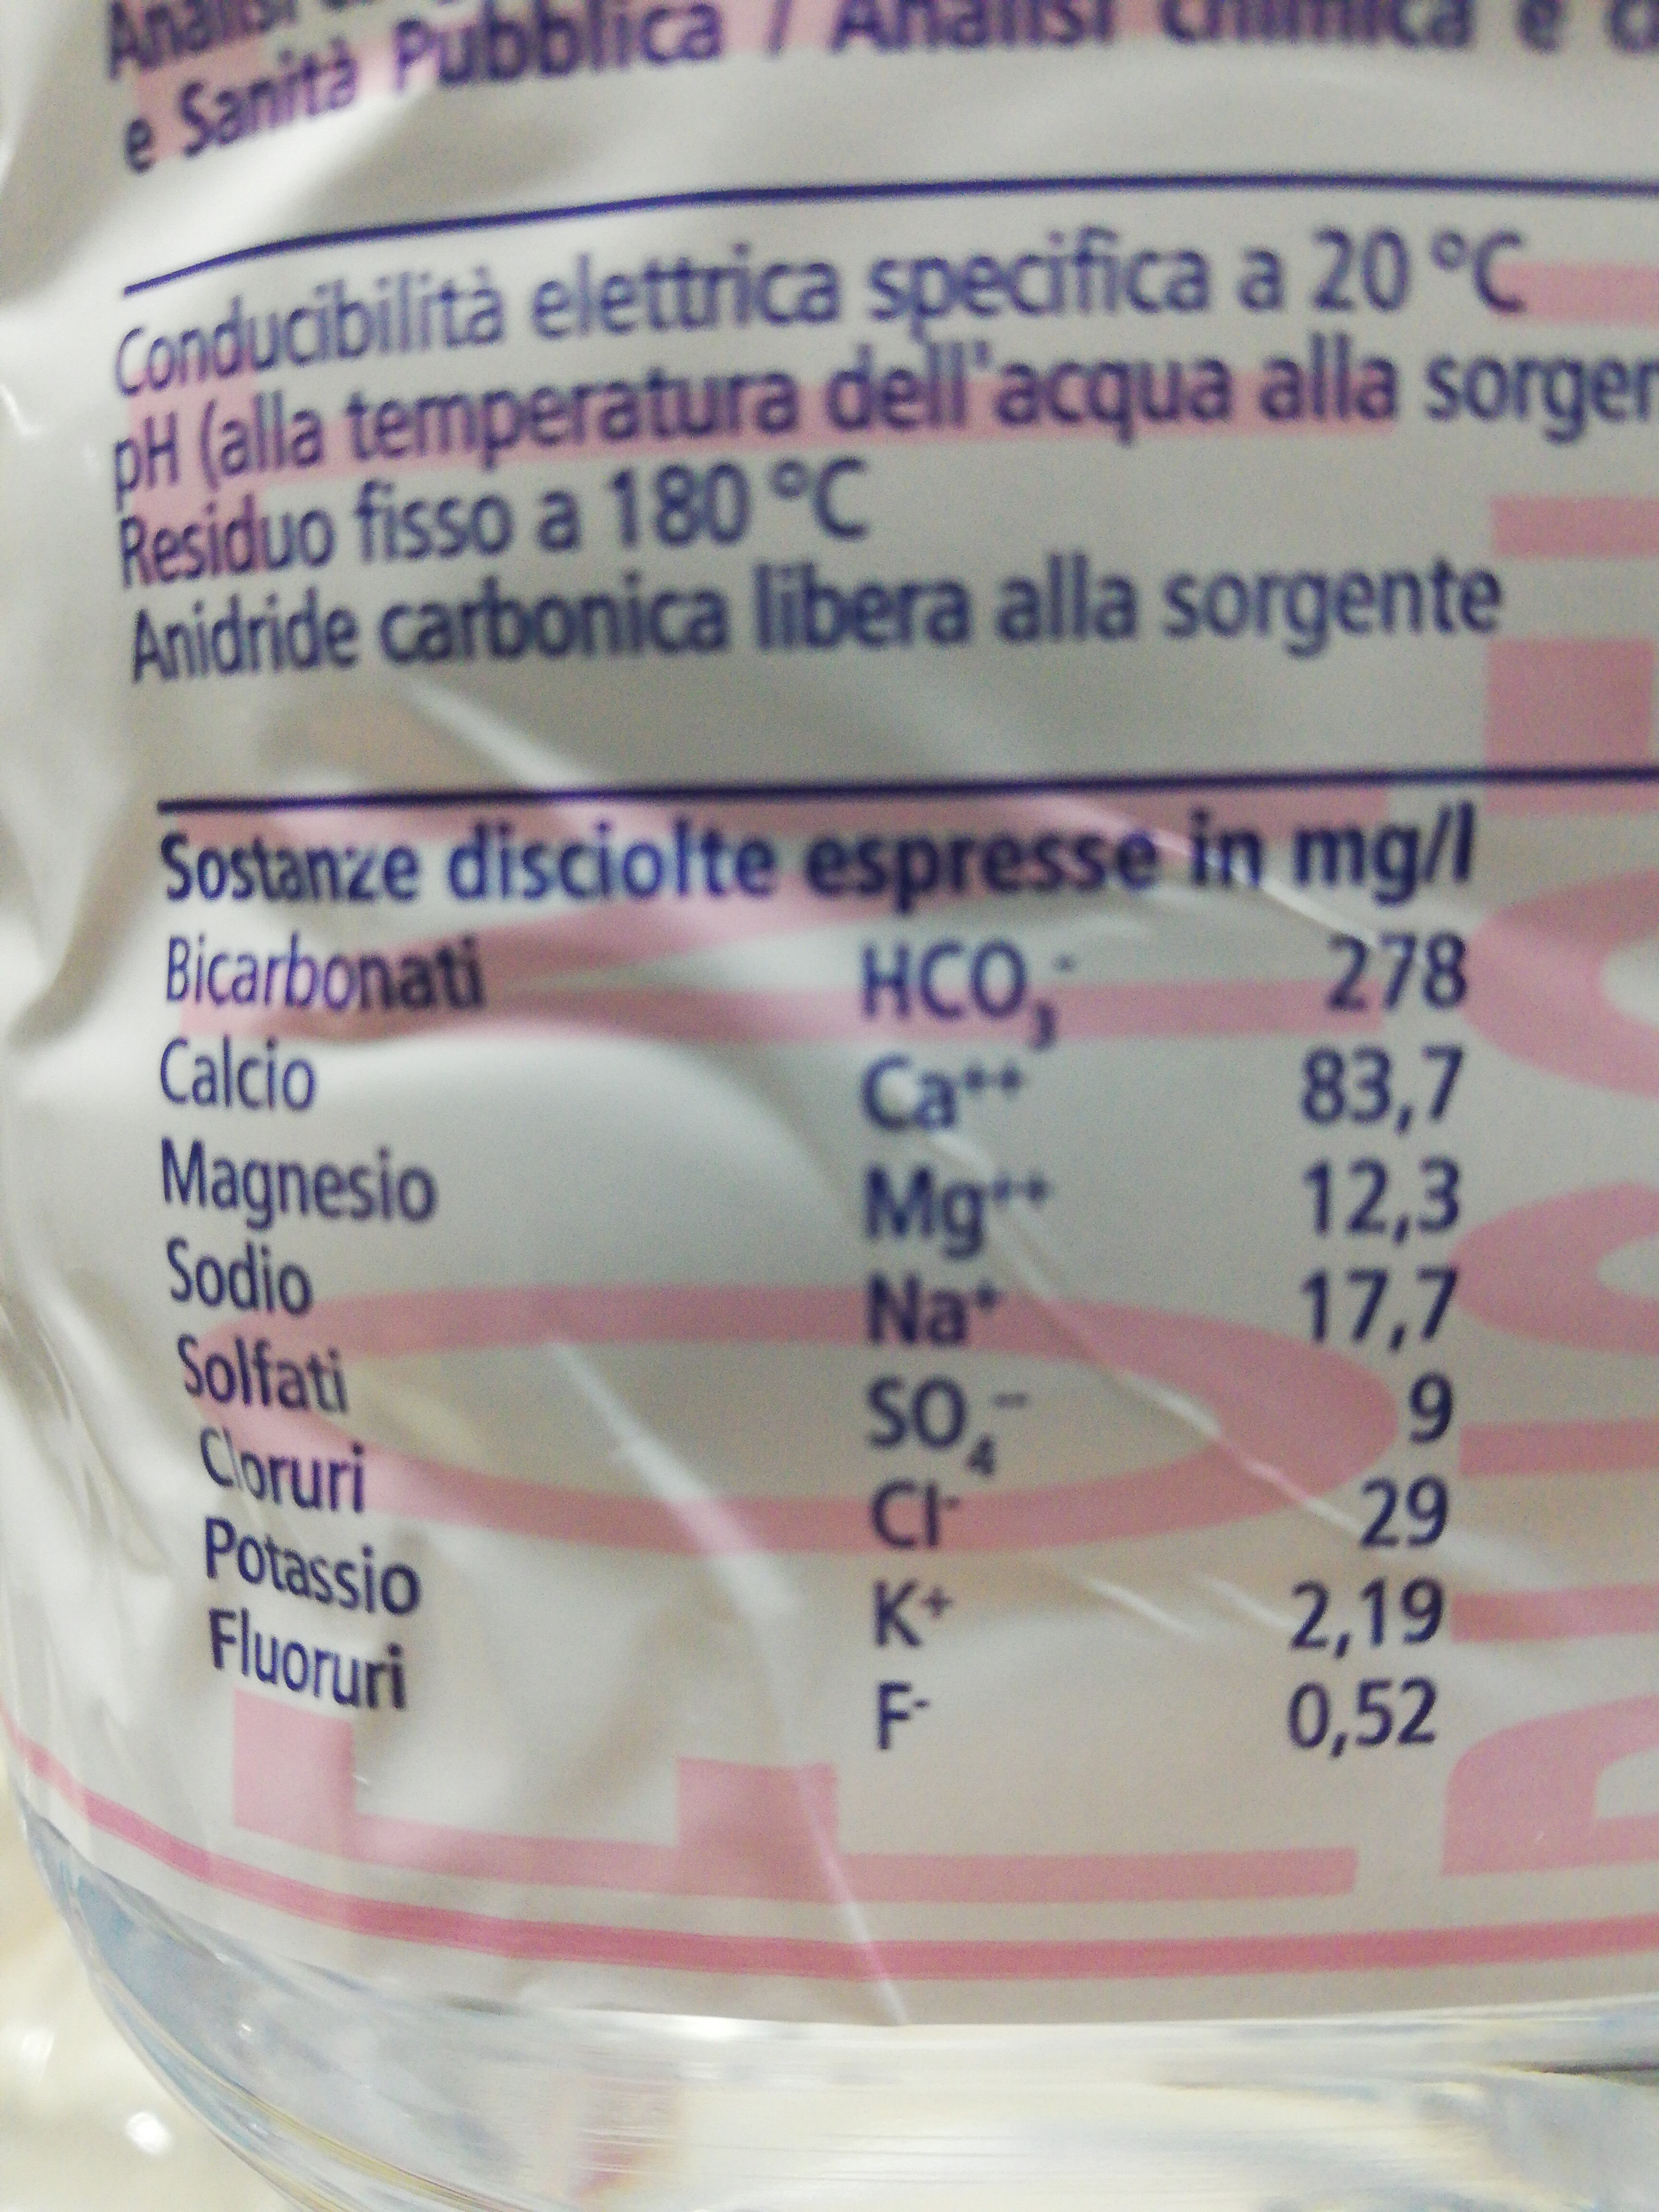 Analisi
e Sanità Pubblica / Analisi chimica e
Conducibilità elettrica specifica a 20 °C
pH (alla temperatura dell'acqua alla
Residuo fisso a 180 °C
Anidride carbonica libera alla sorgente
Sostanze disciolte espresse in mg/l
Bicarbonati HCO₃⁻ 278
Calcio Ca⁺⁺ 83,7
Magnesio Mg⁺⁺ 12,3
Sodio Na⁺ 17,7
Solfati SO₄⁻⁻ 9
Cloruri Cl⁻ 29
Potassio K⁺ 2,19
Fluoruri F⁻ 0,52